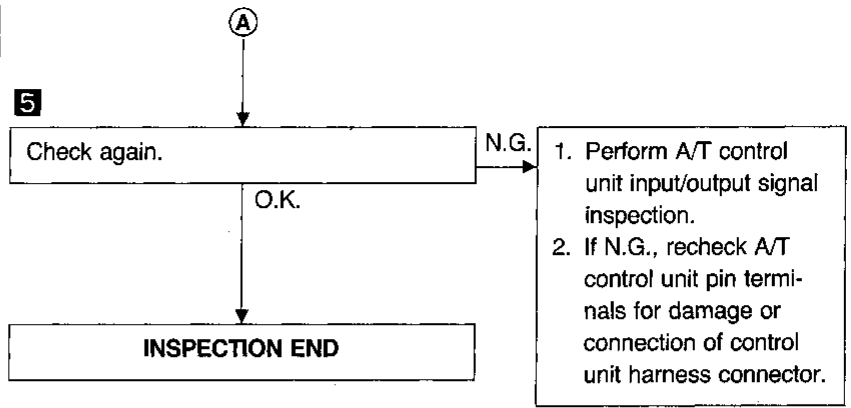 A
5
Check again.
N.G.
O.K.
1. Perform A/T control
unit input/output signal
inspection.
2. If N.G., recheck A/T
control unit pin termi-
nals for damage or
connection of control
unit harness connector.
INSPECTION END